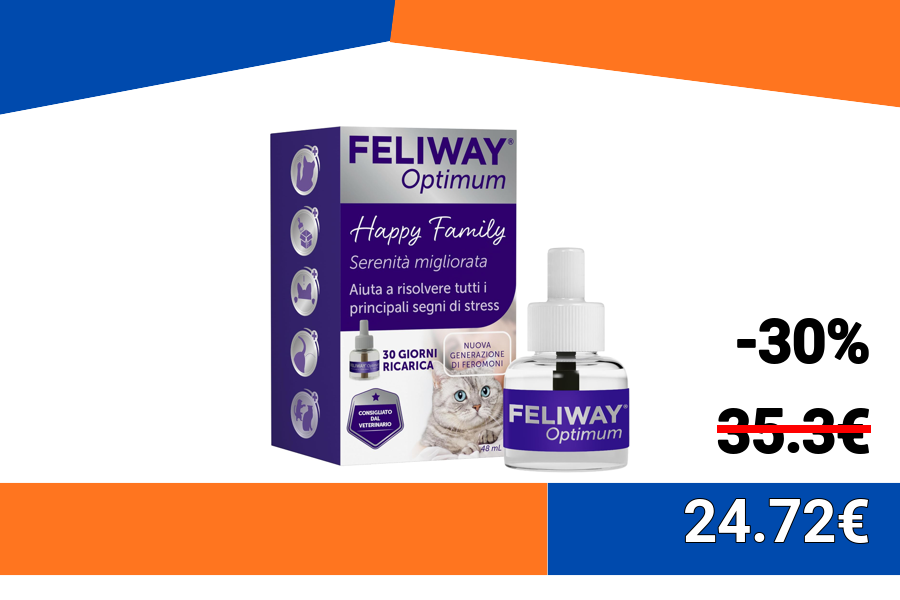 FELIWAY®
Optimum
Happy Family
Serenità migliorata
Aiuta a risolvere tutti i
principali segni di stress
30 GIORNI
RICARICA
NUOVA
GENERAZIONE
DI FEROMONI
CONSIGLIATO
DAL
VETERINARIO
48 mL
FELIWAY®
Optimum
-30%
35.3€
24.72€